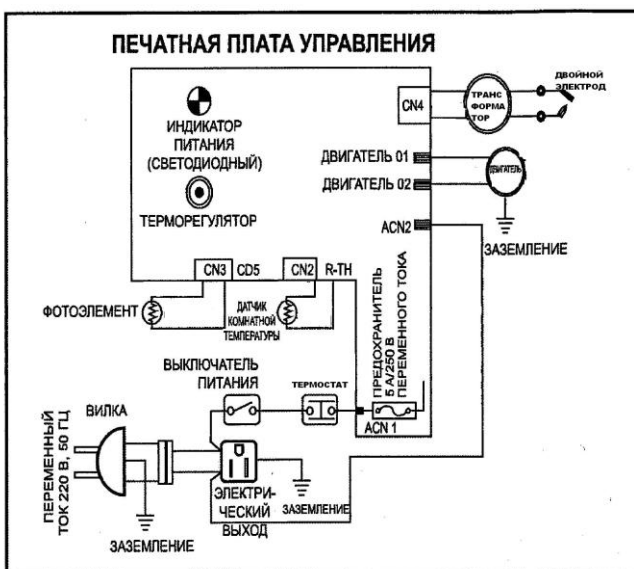 ПЕЧАТНАЯ ПЛАТА УПРАВЛЕНИЯ
ИНДИКАТОР
ПИТАНИЯ
(СВЕТОДИОДНЫЙ)
ТЕРМОРЕГУЛЯТОР
CN4
ТРАНС
ФОРМА
ТОР
ДВОЙНОЙ
ЭЛЕКТРОД
ДВИГАТЕЛЬ 01
ДВИГАТЕЛЬ 02
ДВИГАТЕЛЬ
ACN2
ЗАЗЕМЛЕНИЕ
CN3 CD5
CN2 R-TH
ФОТОЭЛЕМЕНТ
ДАТЧИК
КОМНАТНОЙ
ТЕМПЕРАТУРЫ
ПРЕДОХРАНИТЕЛЬ
5 А/250 В
ПЕРЕМЕННОГО ТОКА
ВЫКЛЮЧАТЕЛЬ
ПИТАНИЯ
ТЕРМОСТАТ
ACN 1
ПЕРЕМЕННЫЙ
ТОК 220 В, 50 ГЦ
ВИЛКА
ЗАЗЕМЛЕНИЕ
ЭЛЕКТРИ-
ЧЕСКИЙ
ВЫХОД
ЗАЗЕМЛЕНИЕ